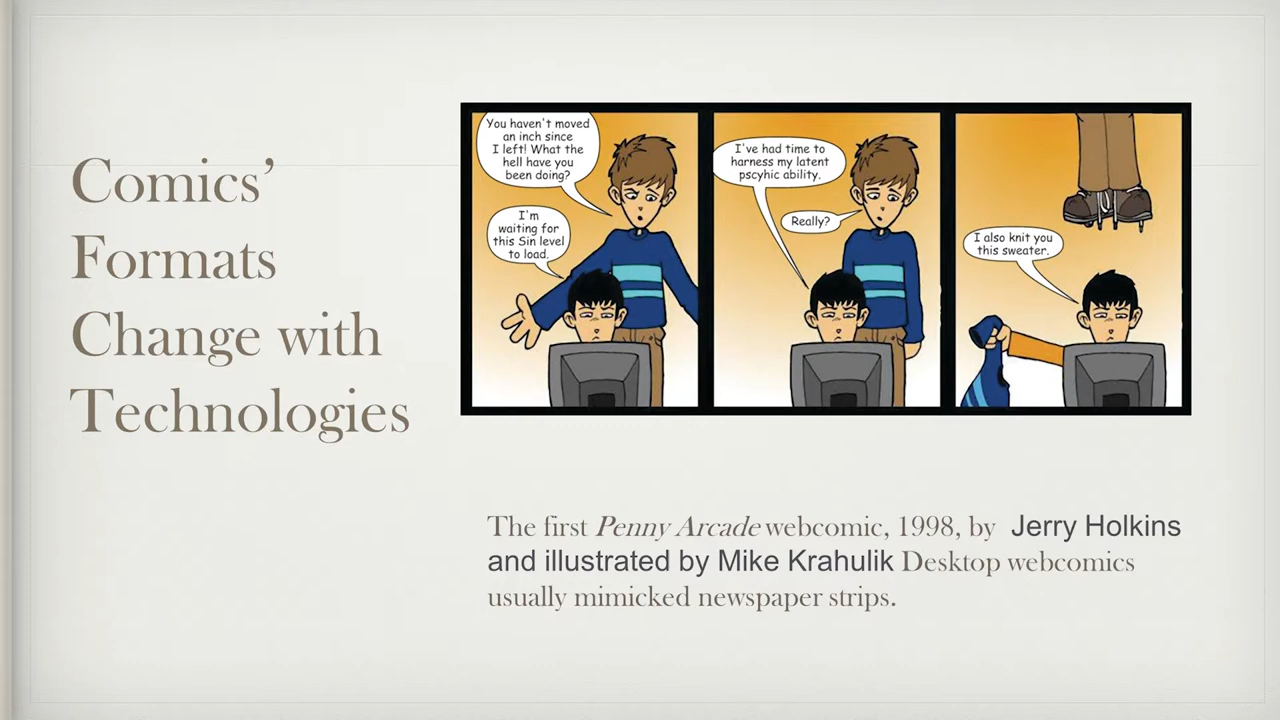 Comics’
Formats
Change with
Technologies
You haven't moved
an inch since
I left! What the
hell have you
been doing?
I'm
waiting for
this Sin level
to load.
I've had time to
harness my latent
pscyhic ability.
Really?
I also knit you
this sweater.
The first Penny Arcade webcomic, 1998, by Jerry Holkins
and illustrated by Mike Krahulik Desktop webcomics
usually mimicked newspaper strips.